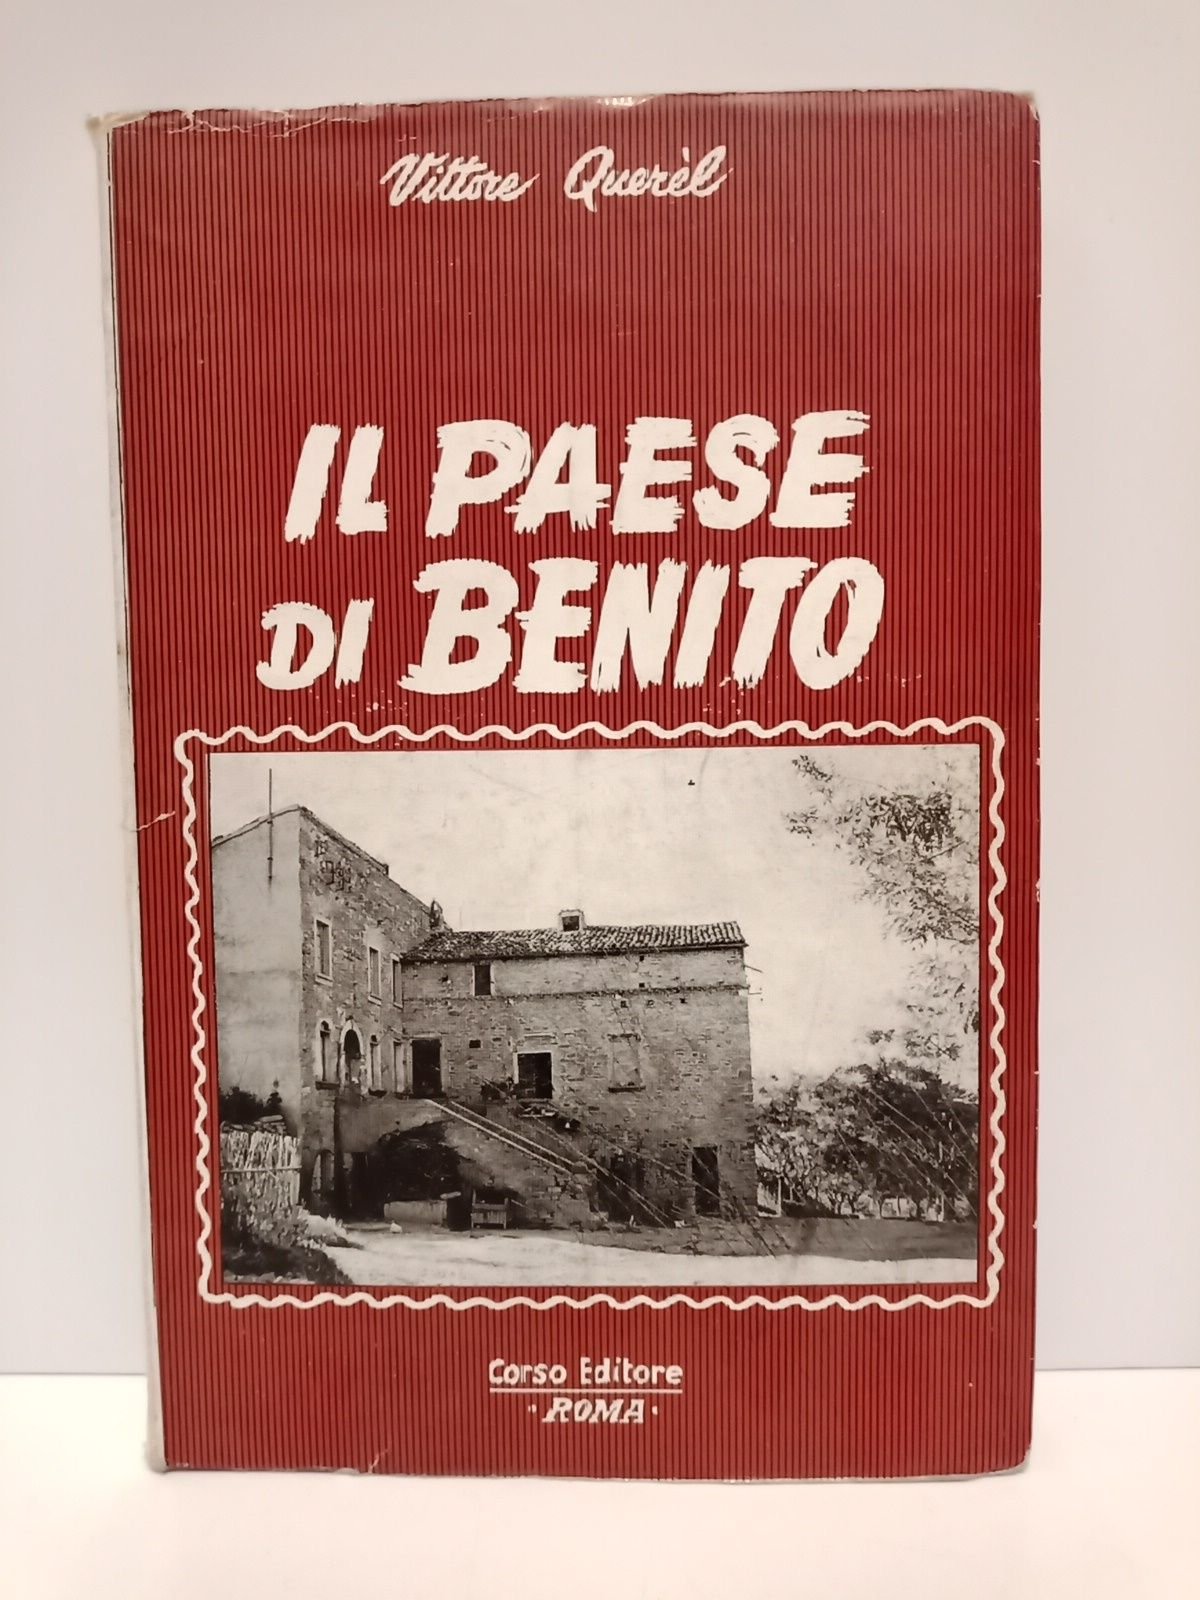 Vittore Querèl
IL PAESE
DI BENITO
Corso Editore
· ROMA ·